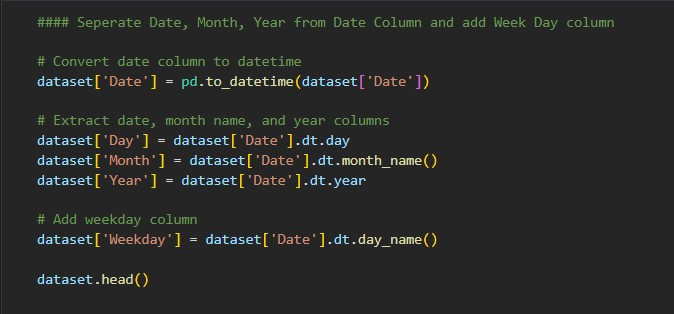 #### Seperate Date, Month, Year from Date Column and add Week Day column
# Convert date column to datetime
dataset['Date'] = pd.to_datetime(dataset['Date'])
# Extract date, month name, and year columns
dataset['Day'] = dataset['Date'].dt.day
dataset['Month'] = dataset['Date'].dt.month_name()
dataset['Year'] = dataset['Date'].dt.year
# Add weekday column
dataset['Weekday'] = dataset['Date'].dt.day_name()
dataset.head()